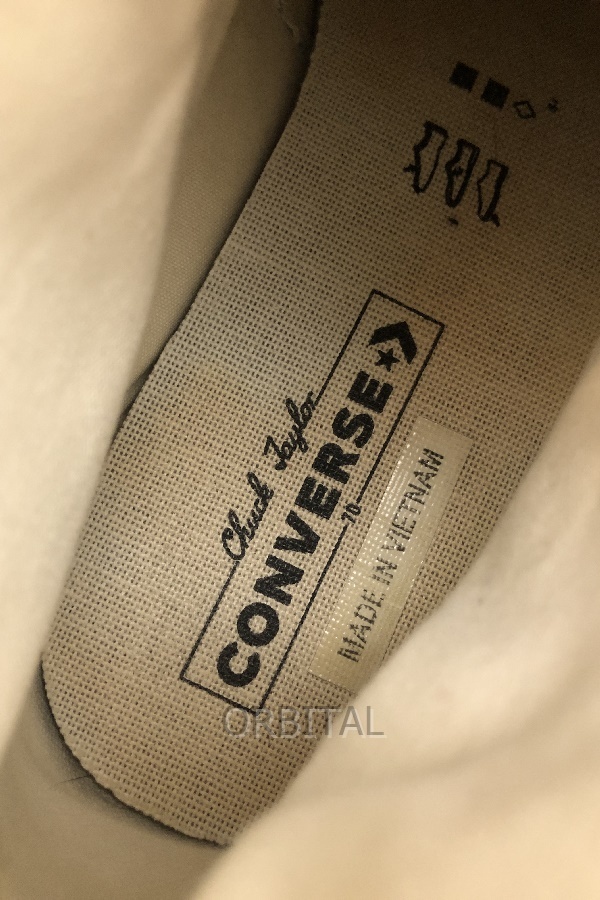 Chuck Taylor
CONVERSE
70
MADE IN VIETNAM
ORBITAL